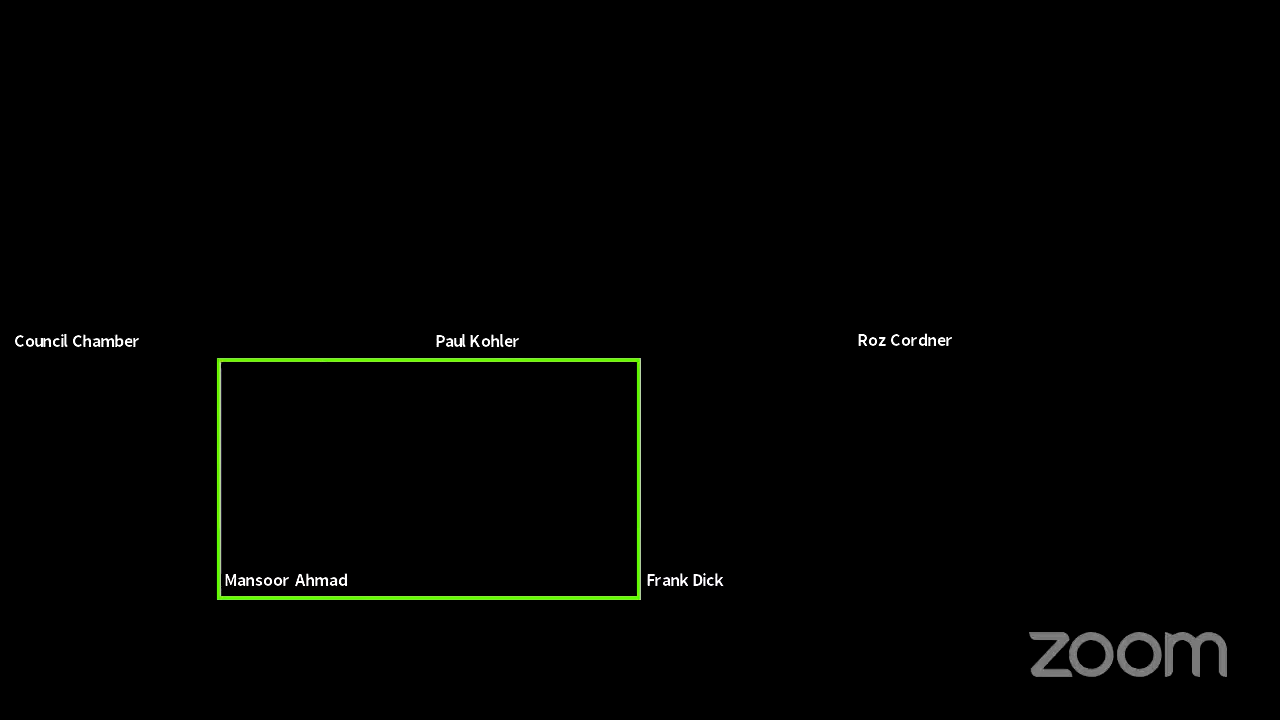 Council Chamber
Paul Kohler
Roz Cordner
Mansoor Ahmad
Frank Dick
zoom